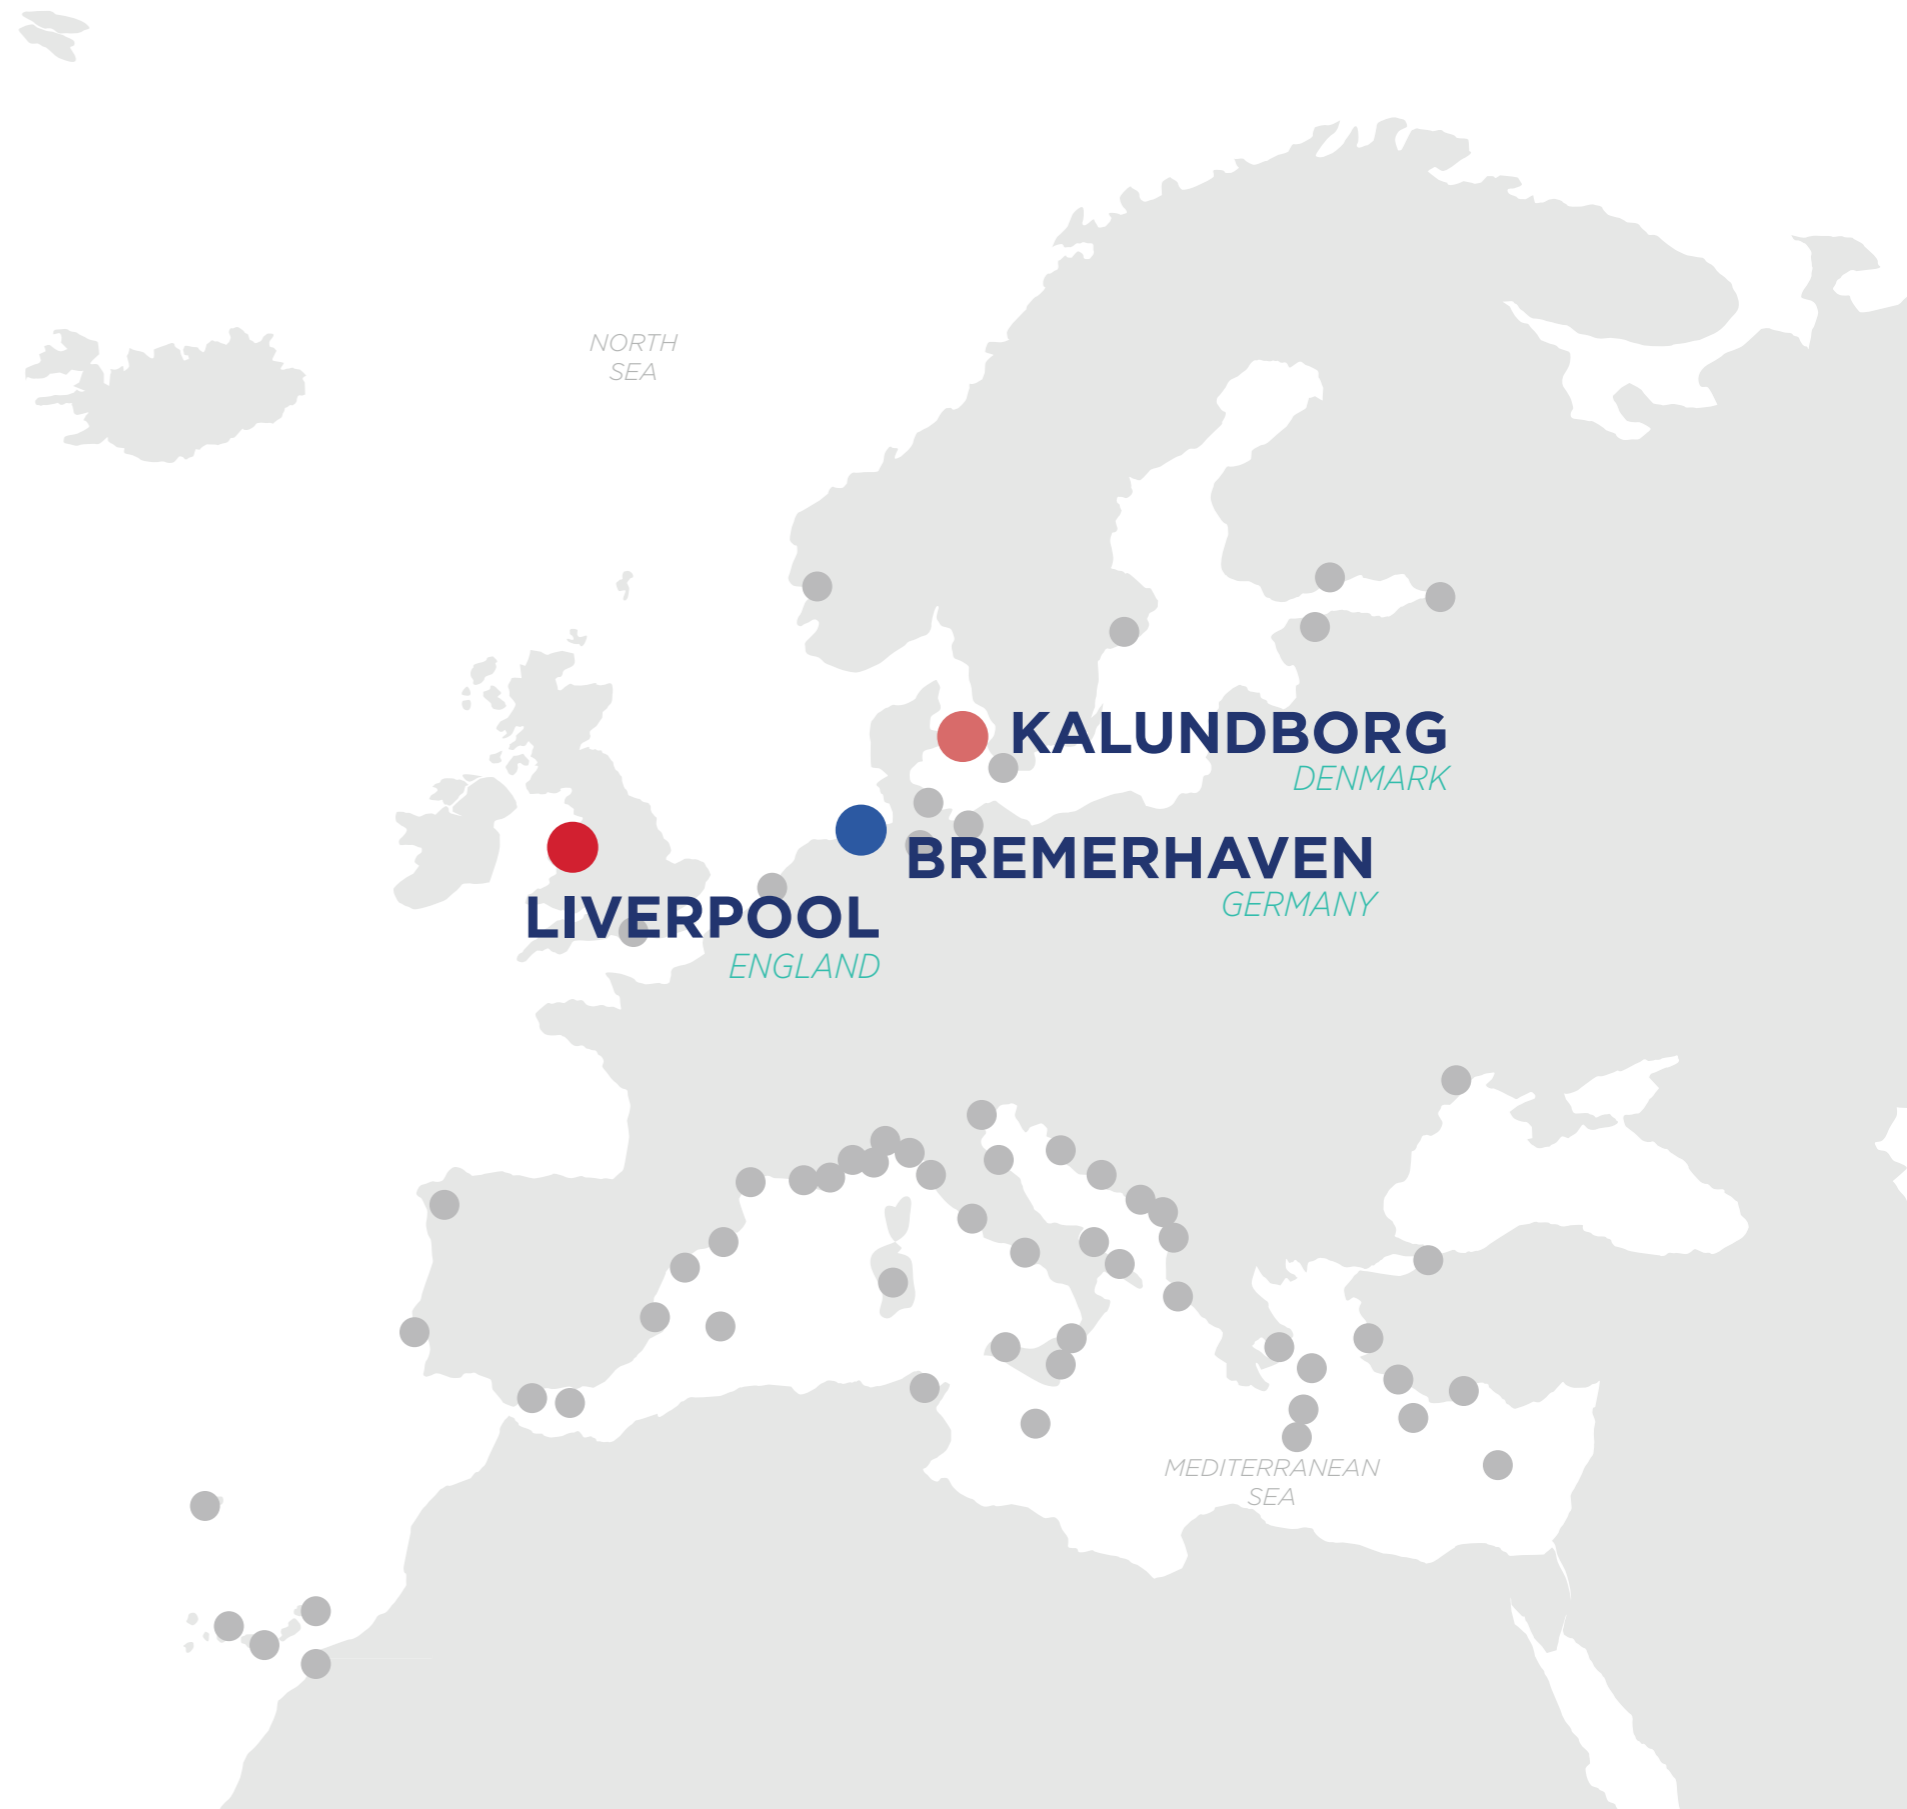 NORTH
SEA
KALUNDBORG
DENMARK
BREMERHAVEN
GERMANY
LIVERPOOL
ENGLAND
MEDITERRANEAN
SEA